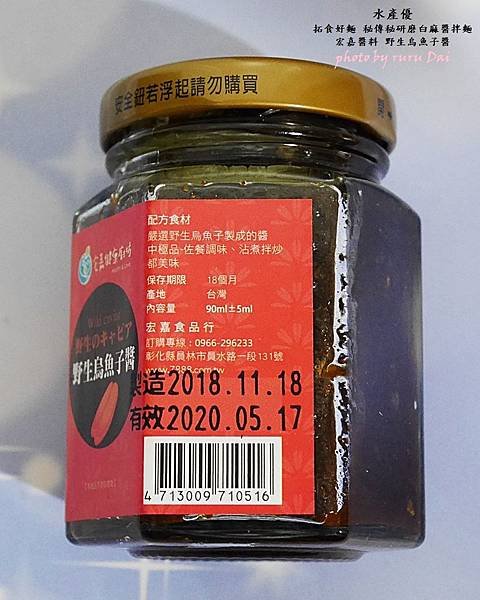 水產優
拓食好麵 秘傳秘研磨白麻醬拌麵
宏嘉醬料 野生烏魚子醬
photo by ruru Dai
安全鈕若浮起請勿購買
配方食材
嚴選野生烏魚子製成的醬
中極品-佐餐調味、沾煮拌炒
都美味
保存期限 18個月
產地 台灣
內容量 90ml±5ml
宏嘉食品行
訂購專線：0966-296233
彰化縣員林市員水路一段131號
製造2018.11.18
有效2020.05.17
4 713009 710516
Wild caviar
野生のキャビア
野生烏魚子醬